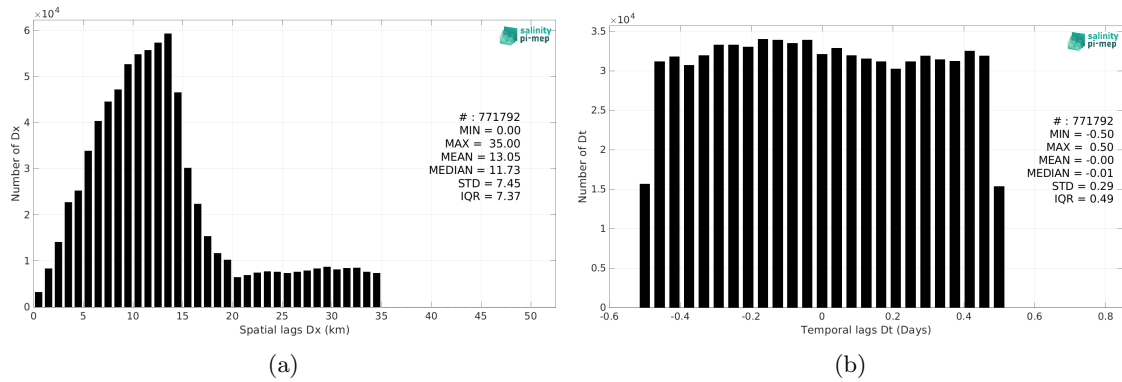 ×10⁴
salinity
pi-mep
6
5
4
3
2
1
0
Number of Dx
# : 771792
MIN = 0.00
MAX = 35.00
MEAN = 13.05
MEDIAN = 11.73
STD = 7.45
IQR = 7.37
0 5 10 15 20 25 30 35 40 45 50
Spatial lags Dx (km)
(a)
×10⁴
salinity
pi-mep
3.5
3
2.5
2
1.5
1
0.5
0
Number of Dt
# : 771792
MIN = -0.50
MAX = 0.50
MEAN = -0.00
MEDIAN = -0.01
STD = 0.29
IQR = 0.49
-0.6 -0.4 -0.2 0 0.2 0.4 0.6 0.8
Temporal lags Dt (Days)
(b)